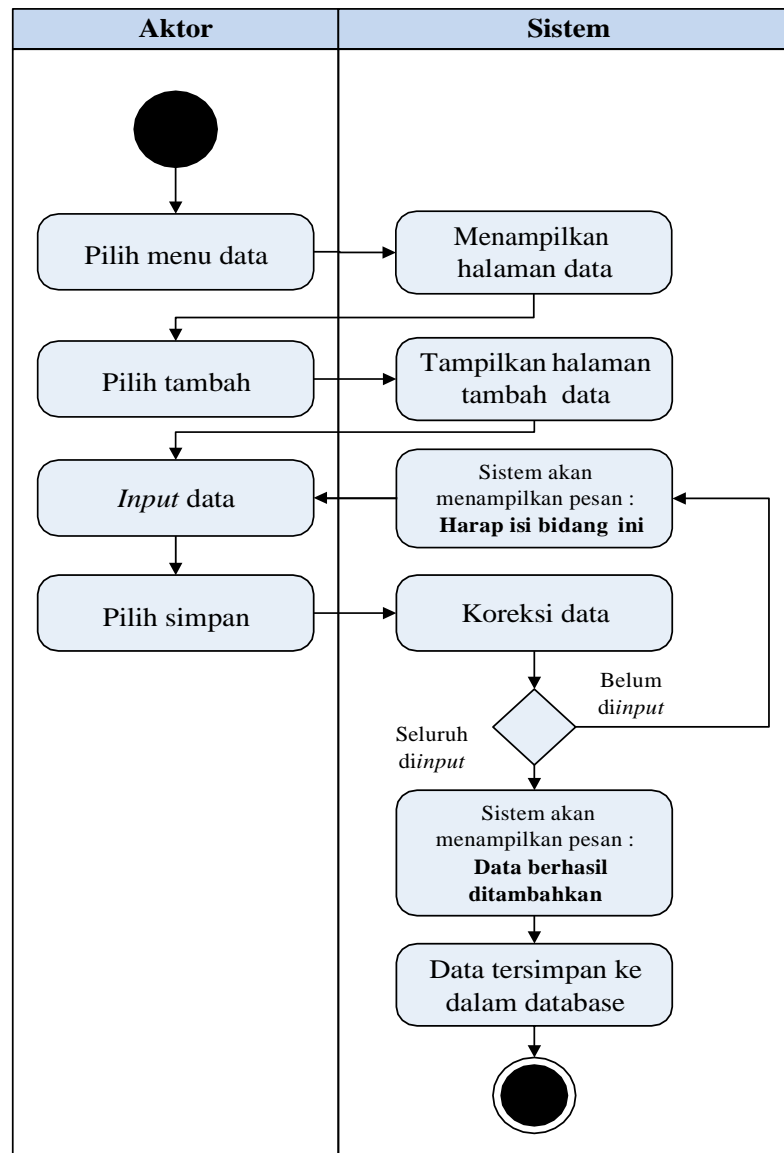 Aktor
Sistem
Pilih menu data
Menampilkan
halaman data
Pilih tambah
Tampilkan halaman
tambah data
Input data
Sistem akan
menampilkan pesan :
Harap isi bidang ini
Pilih simpan
Koreksi data
Belum
diinput
Seluruh
diinput
Sistem akan
menampilkan pesan :
Data berhasil
ditambahkan
Data tersimpan ke
dalam database